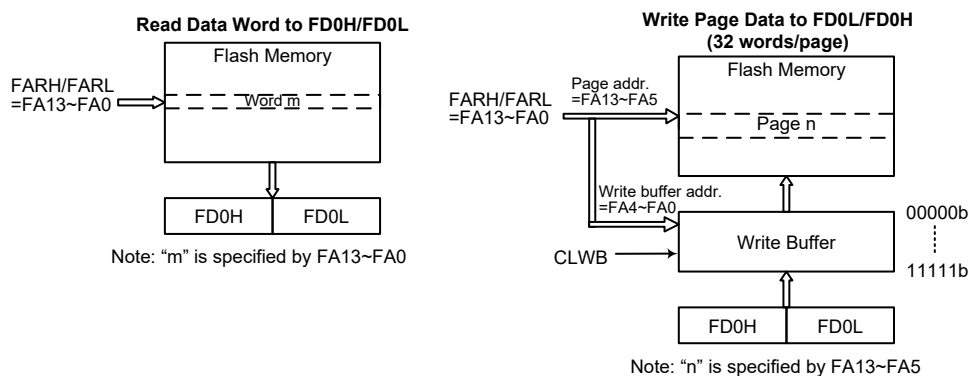 Read Data Word to FD0H/FD0L
Flash Memory
FARH/FARL
=FA13~FA0
Word m
FD0H
FD0L
Note: “m” is specified by FA13~FA0
Write Page Data to FD0L/FD0H
(32 words/page)
Flash Memory
Page addr.
=FA13~FA5
FARH/FARL
=FA13~FA0
Page n
Write buffer addr.
=FA4~FA0
Write Buffer
00000b
11111b
CLWB
FD0H
FD0L
Note: “n” is specified by FA13~FA5